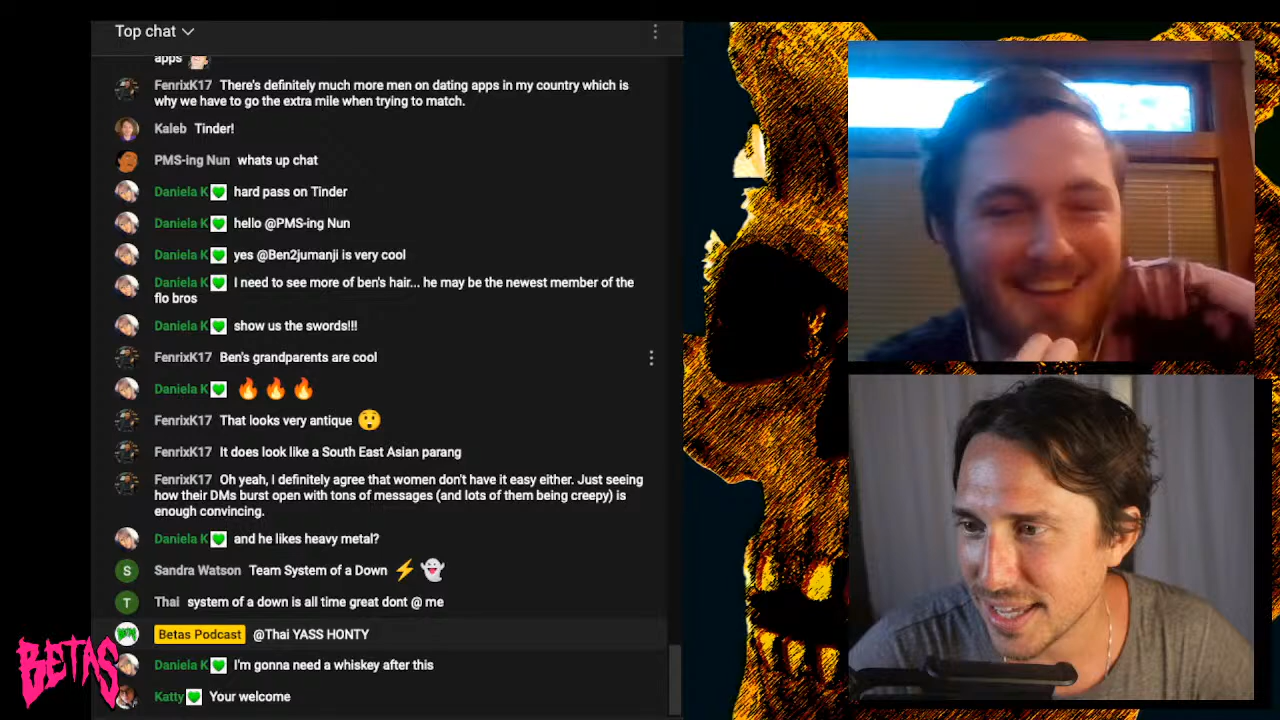 Top chat
apps
FenrixK17 There's definitely much more men on dating apps in my country which is
why we have to go the extra mile when trying to match.
Kaleb Tinder!
PMS-ing Nun whats up chat
Daniela K hard pass on Tinder
Daniela K hello @PMS-ing Nun
Daniela K yes @Ben2jumanji is very cool
Daniela K I need to see more of ben's hair... he may be the newest member of the
flo bros
Daniela K show us the swords!!!
FenrixK17 Ben's grandparents are cool
Daniela K 🔥🔥🔥
FenrixK17 That looks very antique 😲
FenrixK17 It does look like a South East Asian parang
FenrixK17 Oh yeah, I definitely agree that women don't have it easy either. Just seeing
how their DMs burst open with tons of messages (and lots of them being creepy) is
enough convincing.
Daniela K and he likes heavy metal?
S Sandra Watson Team System of a Down ⚡👻
T Thai system of a down is all time great dont @ me
Betas Podcast @Thai YASS HONTY
Daniela K I'm gonna need a whiskey after this
Katty Your welcome
BETAS